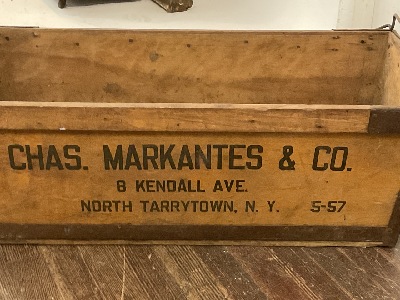 CHAS. MARKANTES & CO.
8 KENDALL AVE.
NORTH TARRYTOWN, N. Y. 5-57